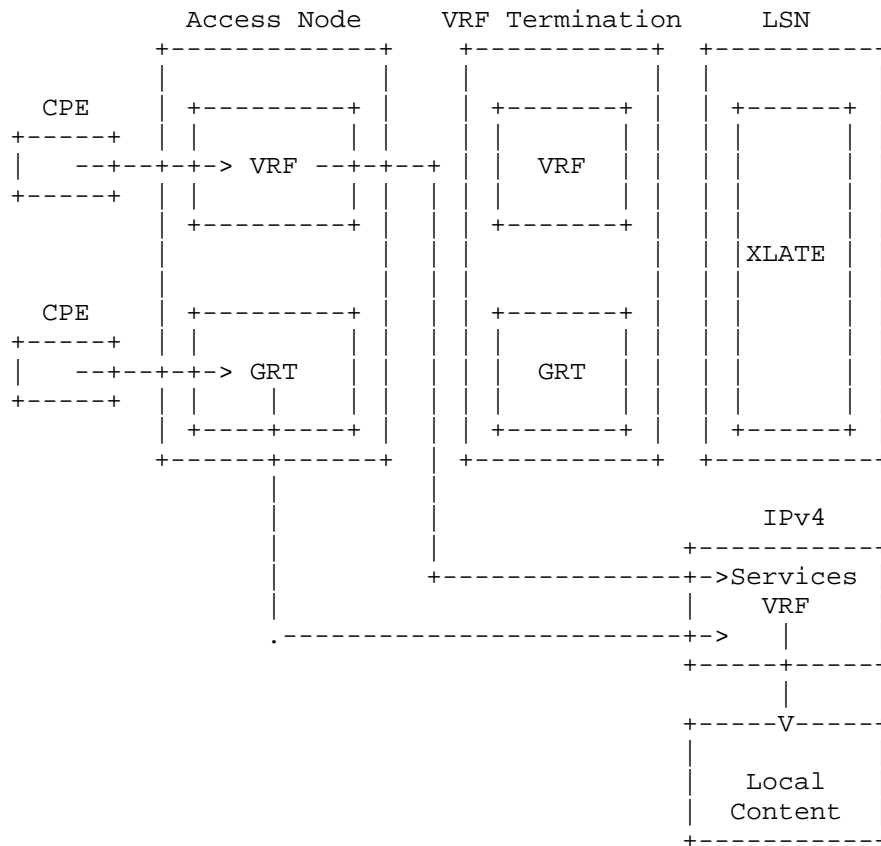 Access Node VRF Termination LSN
CPE
VRF VRF
XLATE
CPE
GRT GRT
IPv4
Services
VRF
Local
Content